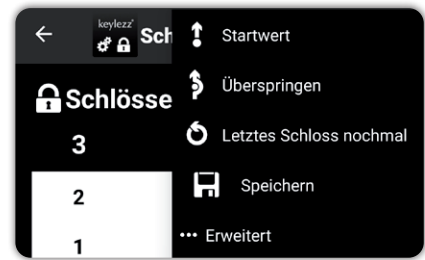 keylezz®
Sch
Startwert
Überspringen
Schlösse
Letztes Schloss nochmal
3
Speichern
2
Erweitert
1